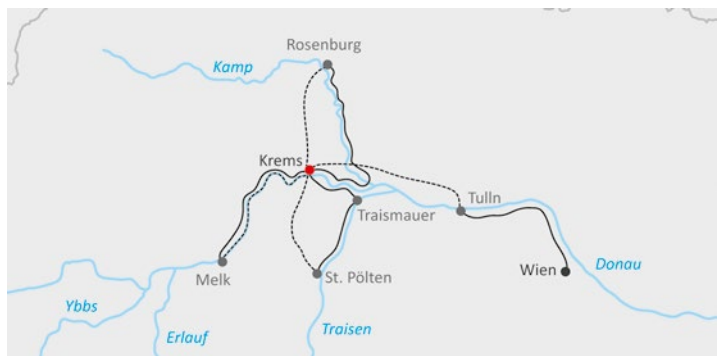 Rosenburg
Kamp
Krems
Tulln
Traismauer
Wien
Donau
Melk
St. Pölten
Ybbs
Erlauf
Traisen